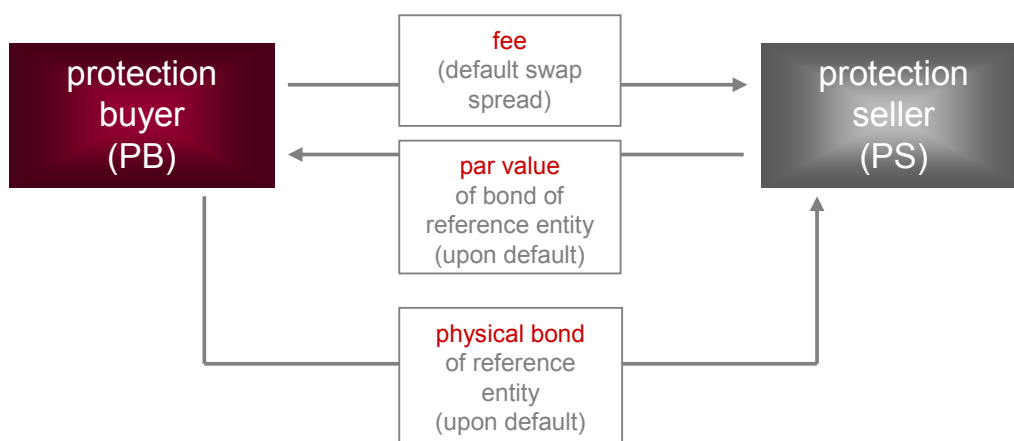 protection
buyer
(PB)
fee
(default swap
spread)
par value
of bond of
reference entity
(upon default)
physical bond
of reference
entity
(upon default)
protection
seller
(PS)